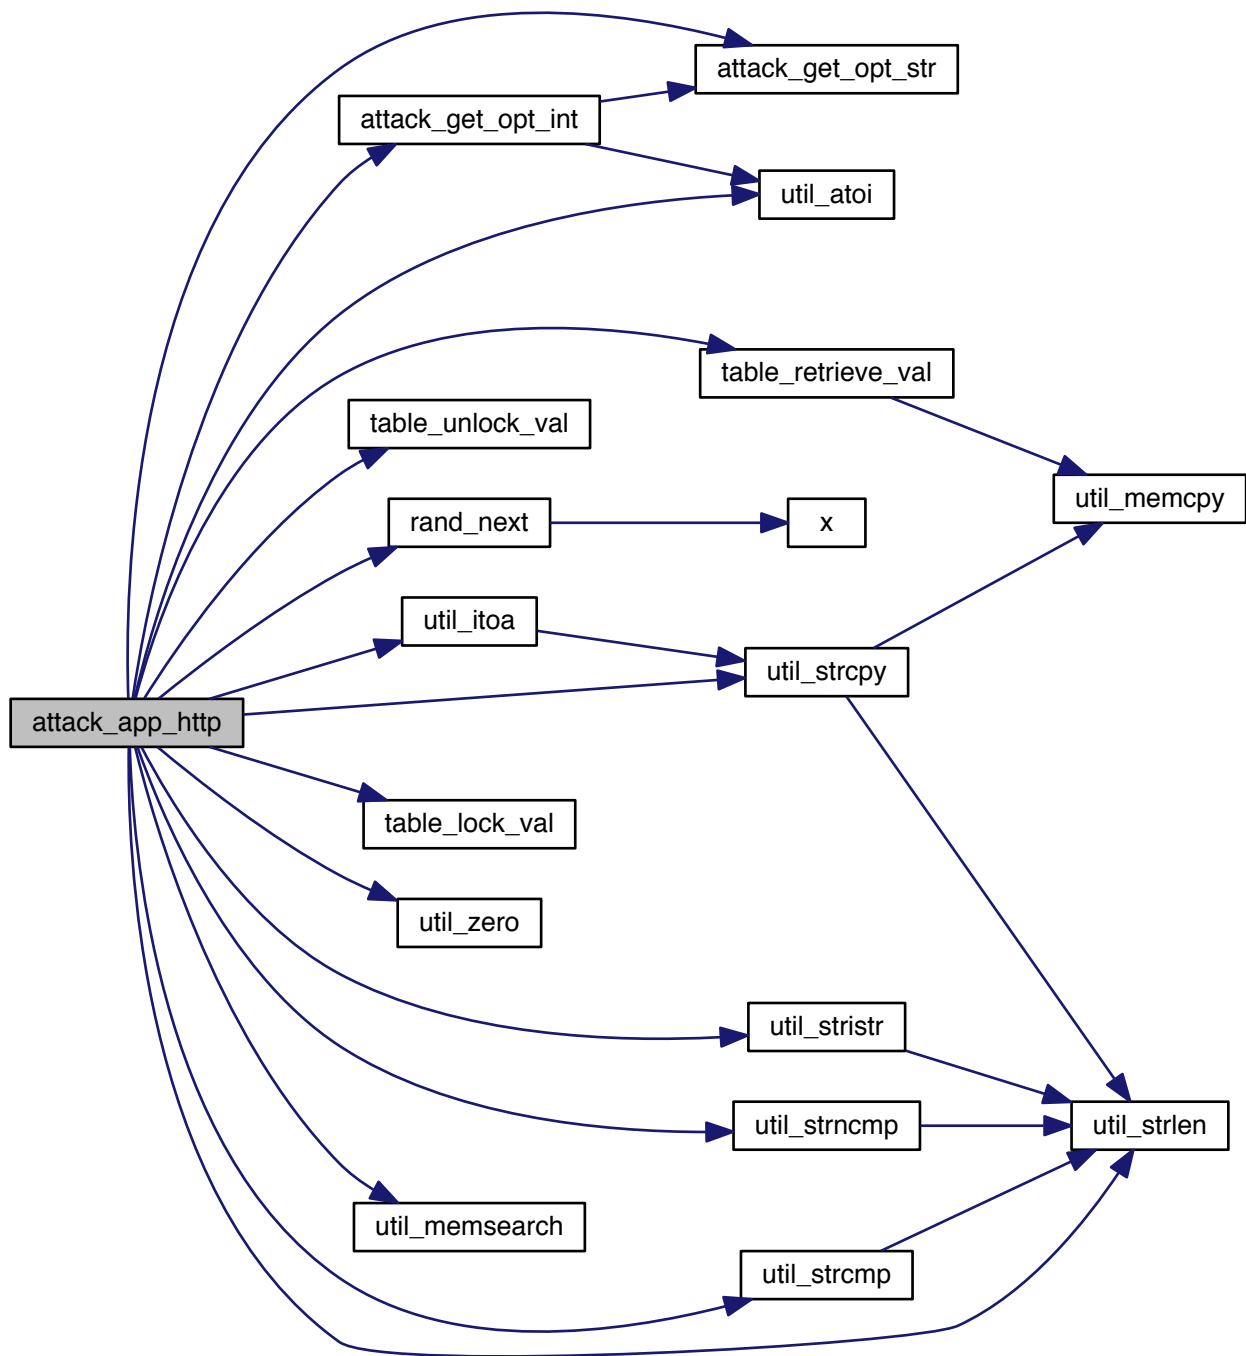 attack_get_opt_str
attack_get_opt_int
util_atoi
table_retrieve_val
table_unlock_val
util_memcpy
rand_next
x
util_itoa
util_strcpy
attack_app_http
table_lock_val
util_zero
util_stristr
util_strncmp
util_strlen
util_memsearch
util_strcmp